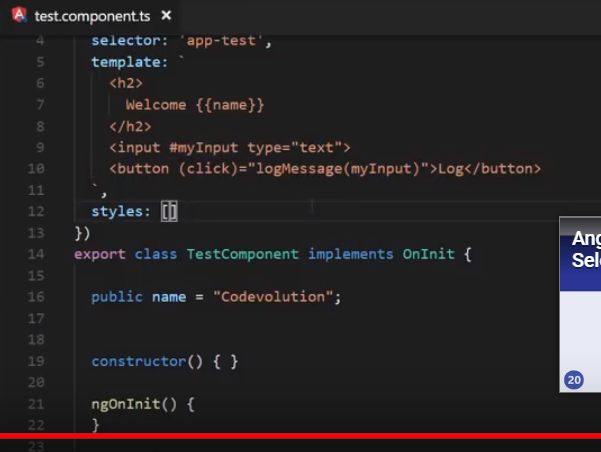 test.component.ts ×
4 selector: 'app-test',
5 template: `
6 <h2>
7 Welcome {{name}}
8 </h2>
9 <input #myInput type="text">
10 <button (click)="logMessage(myInput)">Log</button>
11 `,
12 styles: []
13 })
14 export class TestComponent implements OnInit {
15
16 public name = "Codevolution";
17
18
19 constructor() { }
20
21 ngOnInit() {
22 }
23
Ang
Sele
20